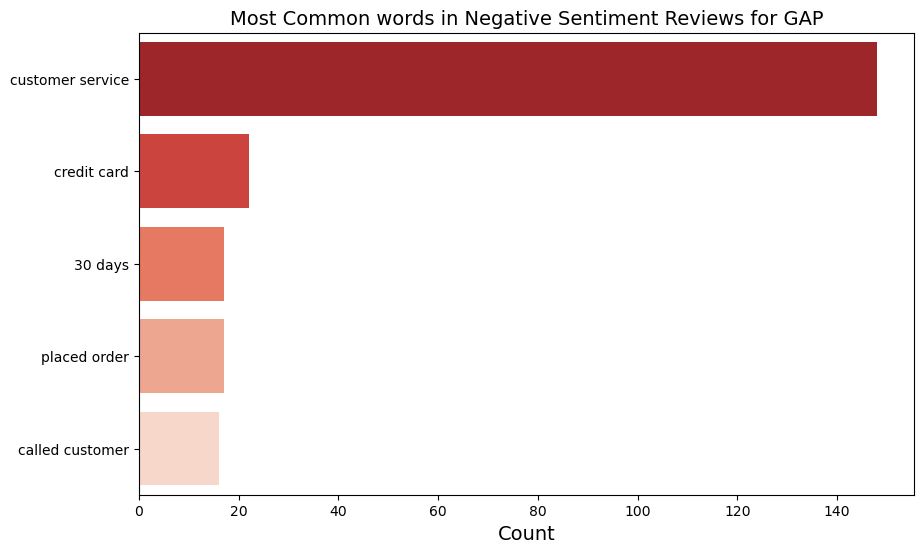 Most Common words in Negative Sentiment Reviews for GAP
customer service
credit card
30 days
placed order
called customer
0 20 40 60 80 100 120 140
Count